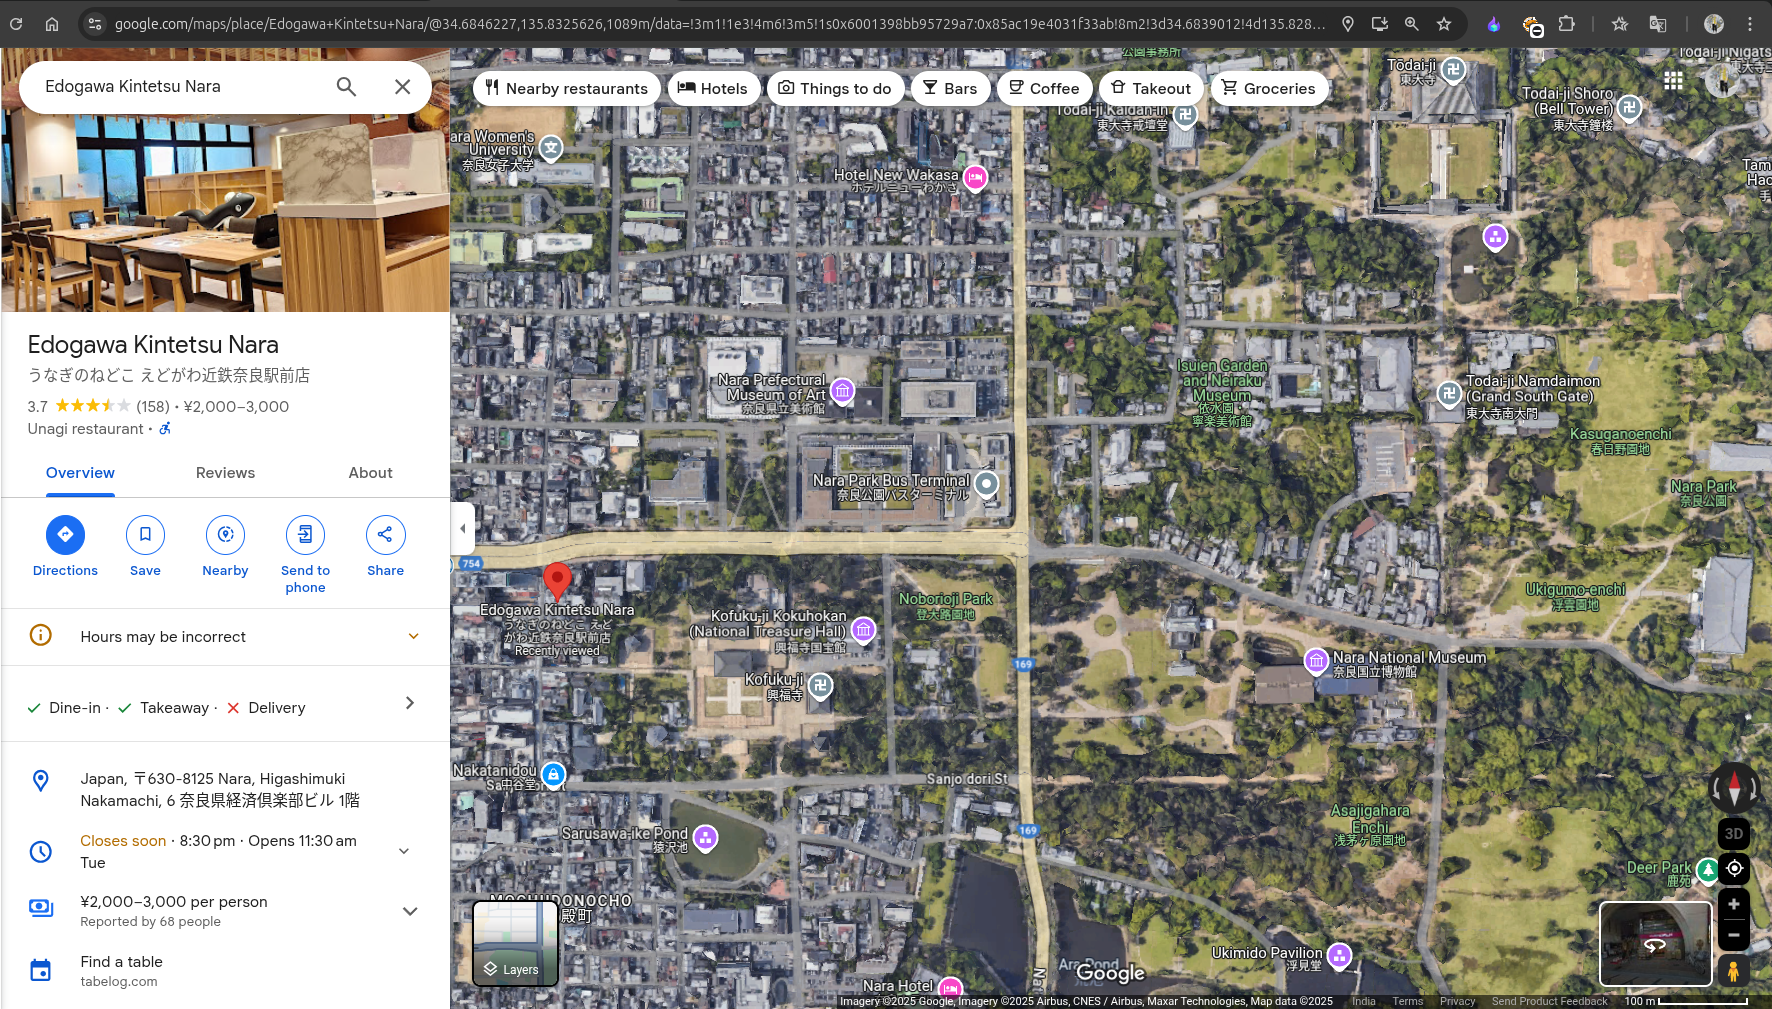 google.com/maps/place/Edogawa+Kintetsu+Nara/@34.6846227,135.8325626,1089m/data=!3m1!1e3!4m6!3m5!1s0x6001398bb95729a7:0x85ac19e4031f33ab!8m2!3d34.6839012!4d135.828...
Edogawa Kintetsu Nara
Nearby restaurants
Hotels
Things to do
Bars
Coffee
Takeout
Groceries
Edogawa Kintetsu Nara
うなぎのねどこ えどがわ近鉄奈良駅前店
3.7 (158) · ¥2,000–3,000
Unagi restaurant ·
Overview
Reviews
About
Directions
Save
Nearby
Send to
phone
Share
Hours may be incorrect
Dine-in · Takeaway · Delivery
Japan, 〒630-8125 Nara, Higashimuki
Nakamachi, 6 奈良県経済倶楽部ビル 1階
Closes soon · 8:30 pm · Opens 11:30 am
Tue
¥2,000–3,000 per person
Reported by 68 people
Find a table
tabelog.com
公園事務所
Todai-ji
東大寺
Todai-ji Nigats
Todai-ji Shoro
(Bell Tower)
東大寺鐘楼
Todai-ji Kaidan-in
東大寺戒壇堂
ara Women's
University
奈良女子大学
文
Hotel New Wakasa
ホテルニューわかさ
Tam
Hac
手
Nara Prefectural
Museum of Art
奈良県立美術館
Isuien Garden
and Neiraku
Museum
依水園・
寧楽美術館
Todai-ji Namdaimon
(Grand South Gate)
東大寺南大門
Kasuganoenchi
春日野園地
Nara Park Bus Terminal
奈良公園バスターミナル
Nara Park
奈良公園
754
Edogawa Kintetsu Nara
うなぎのねどこ えど
がわ近鉄奈良駅前店
Recently viewed
Kofuku-ji Kokuhokan
(National Treasure Hall)
興福寺国宝館
Noborioji Park
登大路園地
Ukigumo-enchi
浮雲園地
169
Nara National Museum
奈良国立博物館
Kofuku-ji
興福寺
Nakatanidou
中谷堂
Sanjo dori St
Sarusawa-ike Pond
猿沢池
169
Asajigahara
Enchi
浅茅ヶ原園地
Deer Park
鹿苑
3D
MOCHIIDONOCHO
殿町
Layers
Nara Hotel
Ara Pond
Google
Ukimido Pavilion
浮見堂
Imagery ©2025 Google, Imagery ©2025 Airbus, CNES / Airbus, Maxar Technologies, Map data ©2025
India
Terms
Privacy
Send Product Feedback
100 m